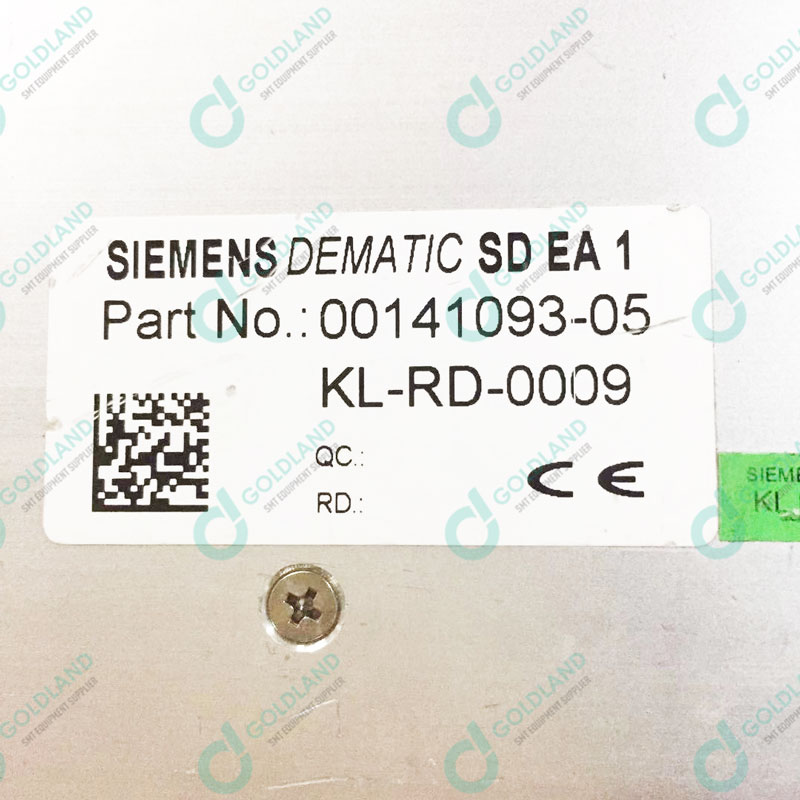 SIEMENS DEMATIC SD EA 1
Part No.: 00141093-05
KL-RD-0009
QC.:
RD.:
CE
SIEME
KL
GOLDLAND
SMT EQUIPMENT SUPPLIER